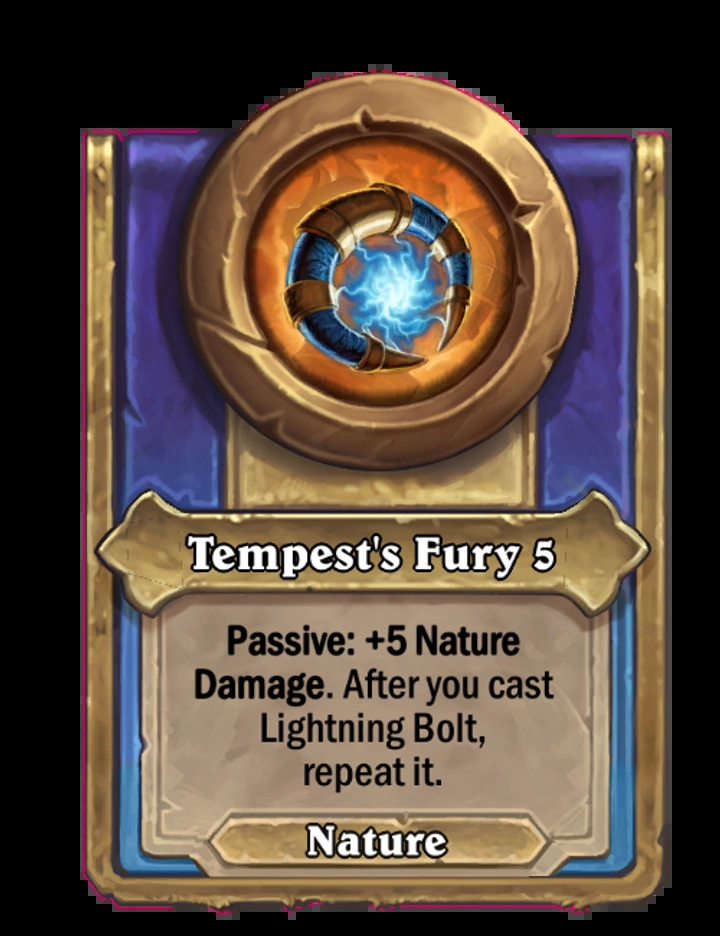 Tempest's Fury 5
Passive: +5 Nature
Damage. After you cast
Lightning Bolt,
repeat it.
Nature